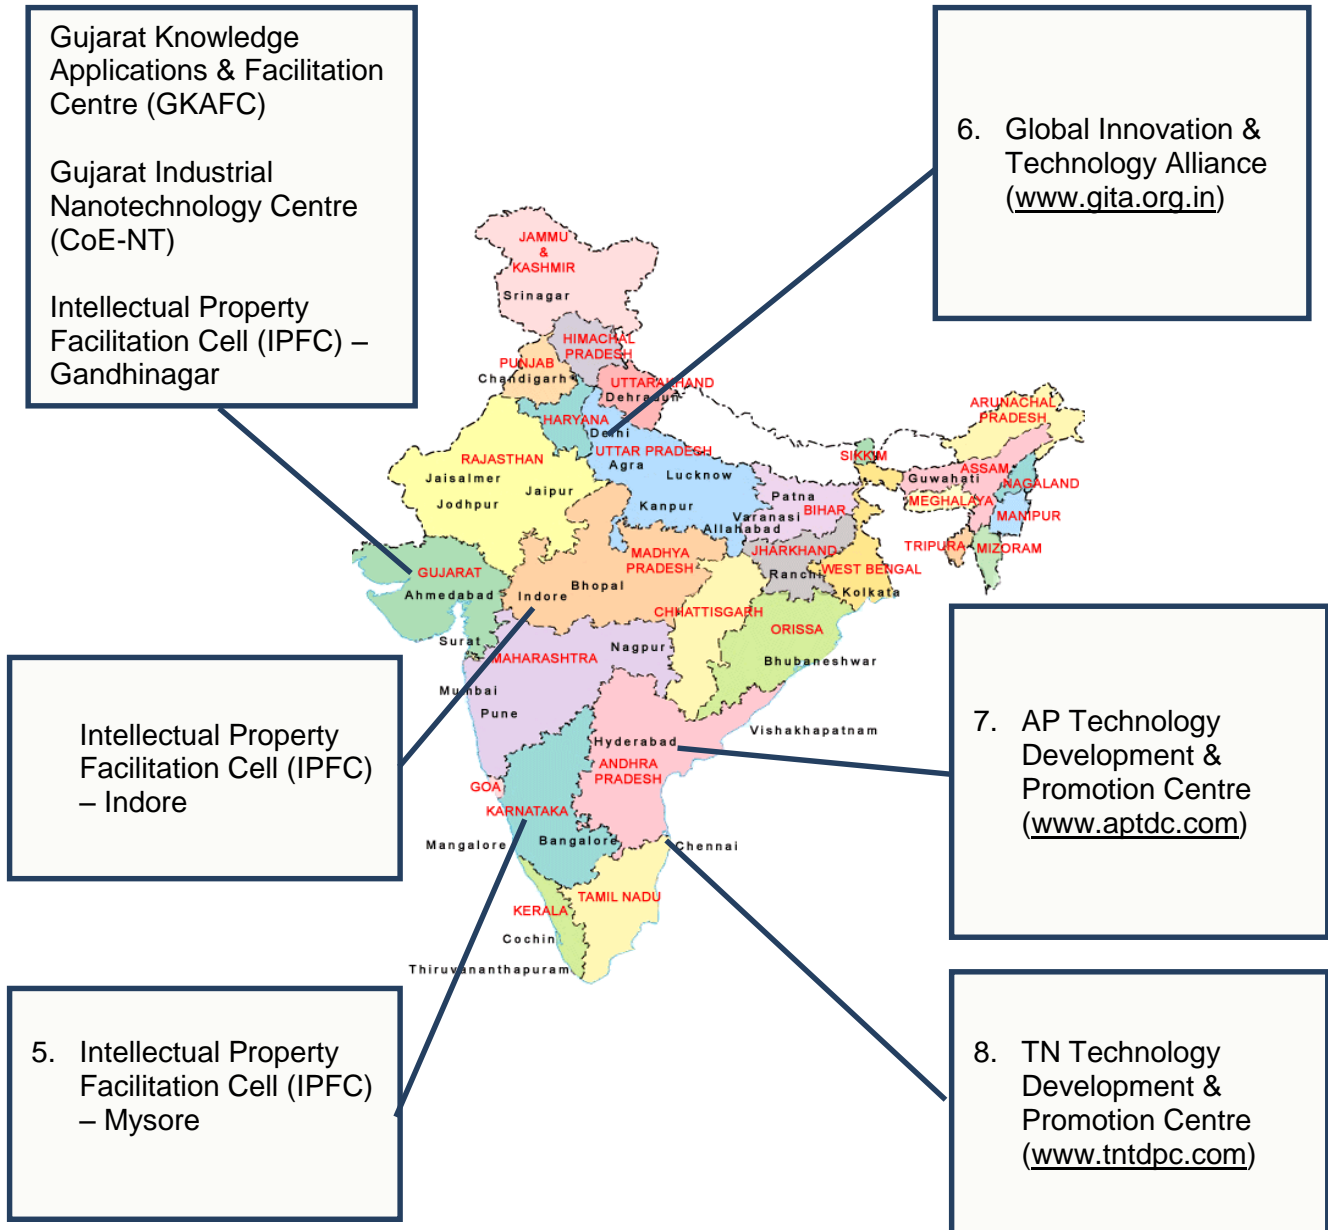 Gujarat Knowledge
Applications & Facilitation
Centre (GKAFC)
Gujarat Industrial
Nanotechnology Centre
(CoE-NT)
Intellectual Property
Facilitation Cell (IPFC) –
Gandhinagar
6. Global Innovation &
Technology Alliance
(www.gita.org.in)
JAMMU
&
KASHMIR
Srinagar
HIMACHAL
PRADESH
PUNJAB
Chandigarh
UTTARAKHAND
Dehradun
HARYANA
Delhi
UTTAR PRADESH
Agra
Lucknow
Kanpur
Allahabad
Varanasi
RAJASTHAN
Jaisalmer
Jaipur
Jodhpur
Patna
BIHAR
SIKKIM
ARUNACHAL
PRADESH
ASSAM
Guwahati
NAGALAND
MEGHALAYA
MANIPUR
TRIPURA
MIZORAM
GUJARAT
Ahmedabad
Surat
MADHYA
PRADESH
Bhopal
Indore
JHARKHAND
Ranchi
WEST BENGAL
Kolkata
CHHATTISGARH
ORISSA
Bhubaneshwar
MAHARASHTRA
Nagpur
Mumbai
Pune
Vishakhapatnam
Hyderabad
ANDHRA
PRADESH
GOA
KARNATAKA
Mangalore
Bangalore
Chennai
TAMIL NADU
KERALA
Cochin
Thiruvananthapuram
Intellectual Property
Facilitation Cell (IPFC)
– Indore
7. AP Technology
Development &
Promotion Centre
(www.aptdc.com)
5. Intellectual Property
Facilitation Cell (IPFC)
– Mysore
8. TN Technology
Development &
Promotion Centre
(www.tntdpc.com)